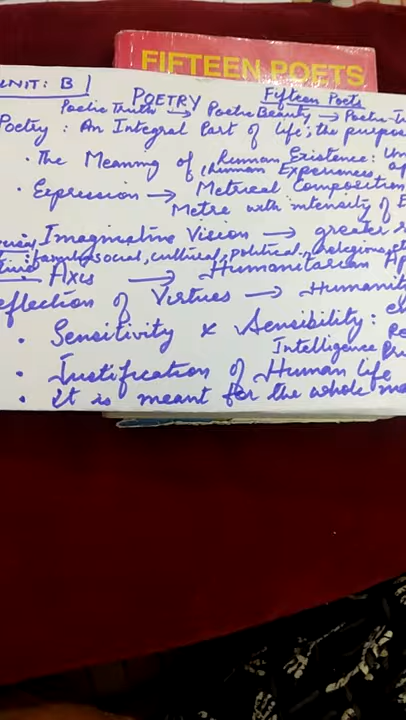 FIFTEEN POETS
UNIT: B
POETRY Fifteen Poets
Poetic Truth → Poetic Beauty → Poetic
Poetry : An Integral Part of life; the purpose
• The Meaning of Human Existence:
Human Experiences
• Expression → Metrical Composition
Metre with intensity of
Imaginative Vision → greater
social, cultural, political,
Axis → Humanitarian
Reflection of Virtues → Humanit
• Sensitivity x Sensibility:
Intelligence
• Justification of Human life
• It is meant for the whole